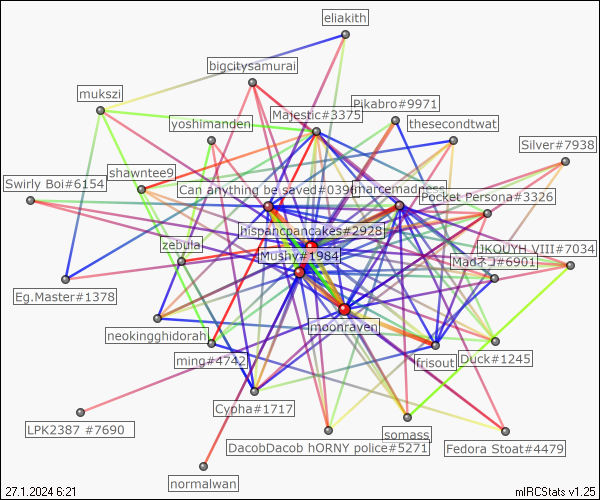 eliakith
bigcitysamurai
mukszi
Pikabro#9971
Majestic#3375
yoshimanden
thesecondtwat
Silver#7938
shawntee9
Swirly Boi#6154
Can anything be saved#0390
marcemadness
Pocket Persona#3326
hispancpancakes#2928
zebula
JKOUYH VIII#7034
Mushy#1984
Madネコ#6901
Eg.Master#1378
moonraven
neokingghidorah
ming#4742
frisout
Duck#1245
Cypha#1717
LPK2387 #7690
somass
DacobDacob hORNY police#5271
Fedora Stoat#4479
normalwan
27.1.2024 6:21
mIRCStats v1.25